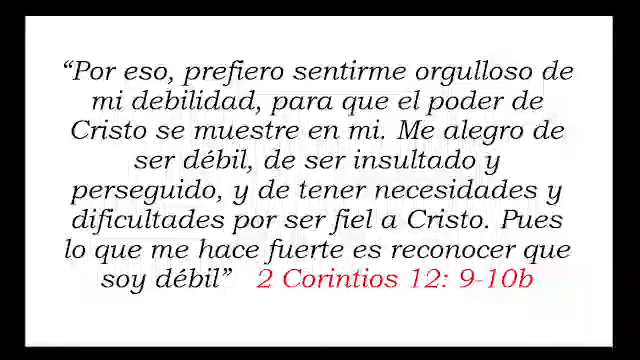 “Por eso, prefiero sentirme orgulloso de
mi debilidad, para que el poder de
Cristo se muestre en mi. Me alegro de
ser débil, de ser insultado y
perseguido, y de tener necesidades y
dificultades por ser fiel a Cristo. Pues
lo que me hace fuerte es reconocer que
soy débil” 2 Corintios 12: 9-10b